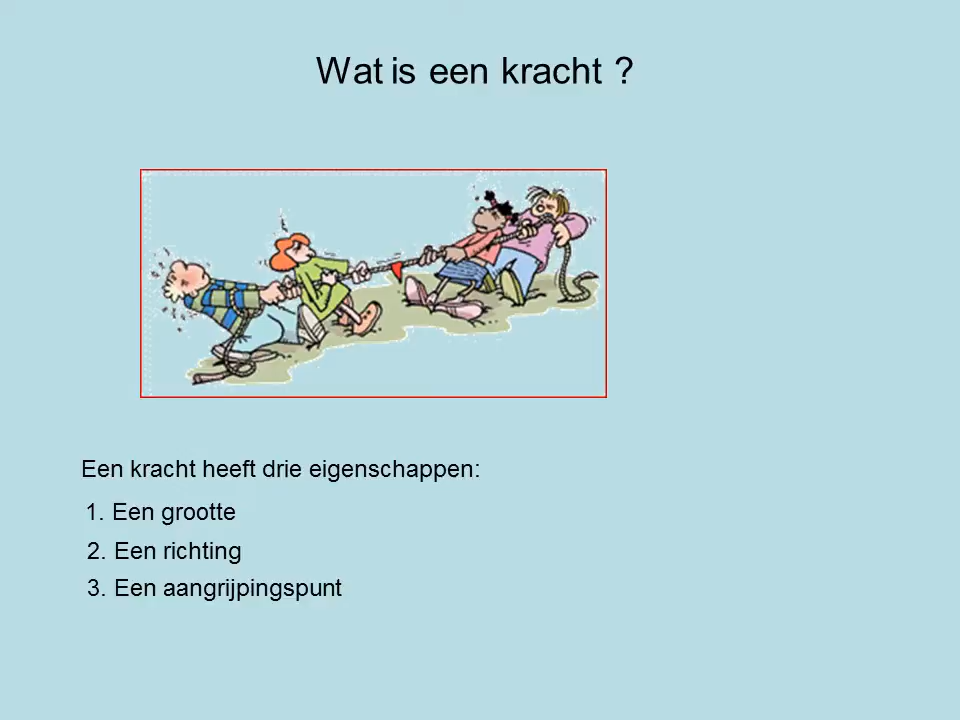 Wat is een kracht ?
Een kracht heeft drie eigenschappen:
1. Een grootte
2. Een richting
3. Een aangrijpingspunt